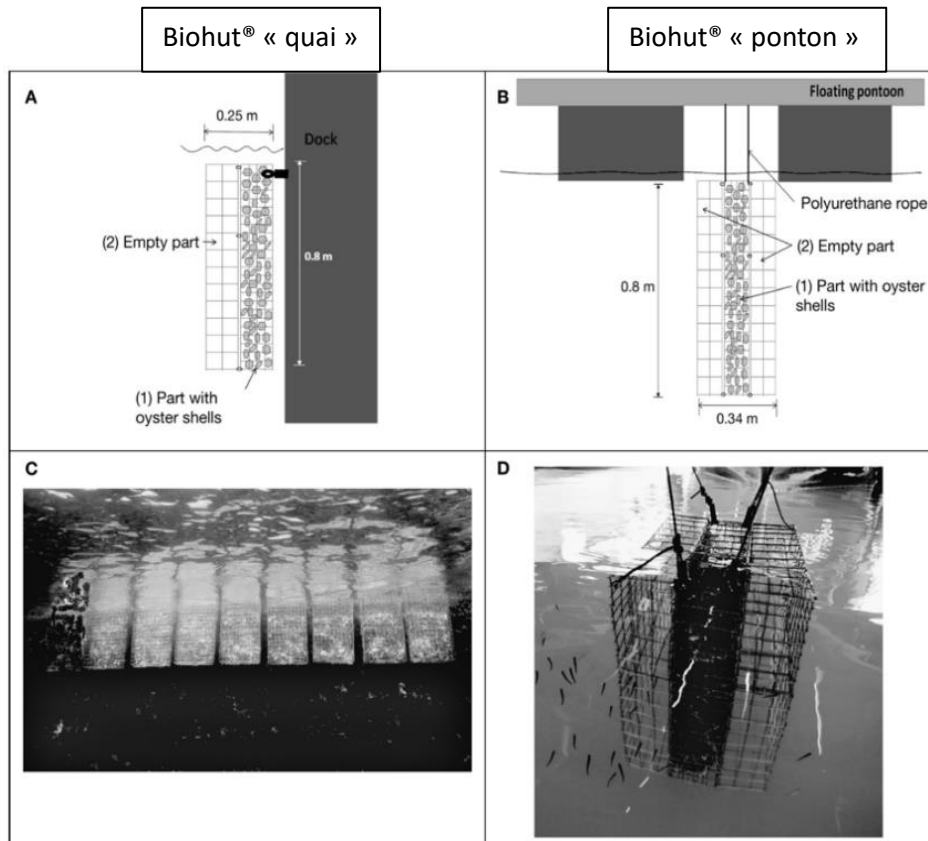 Biohut® « quai »
Biohut® « ponton »
A
0.25 m
Dock
(2) Empty part
0.8 m
(1) Part with
oyster shells
B
Floating pontoon
Polyurethane rope
(2) Empty part
0.8 m
(1) Part with oyster
shells
0.34 m
C
D